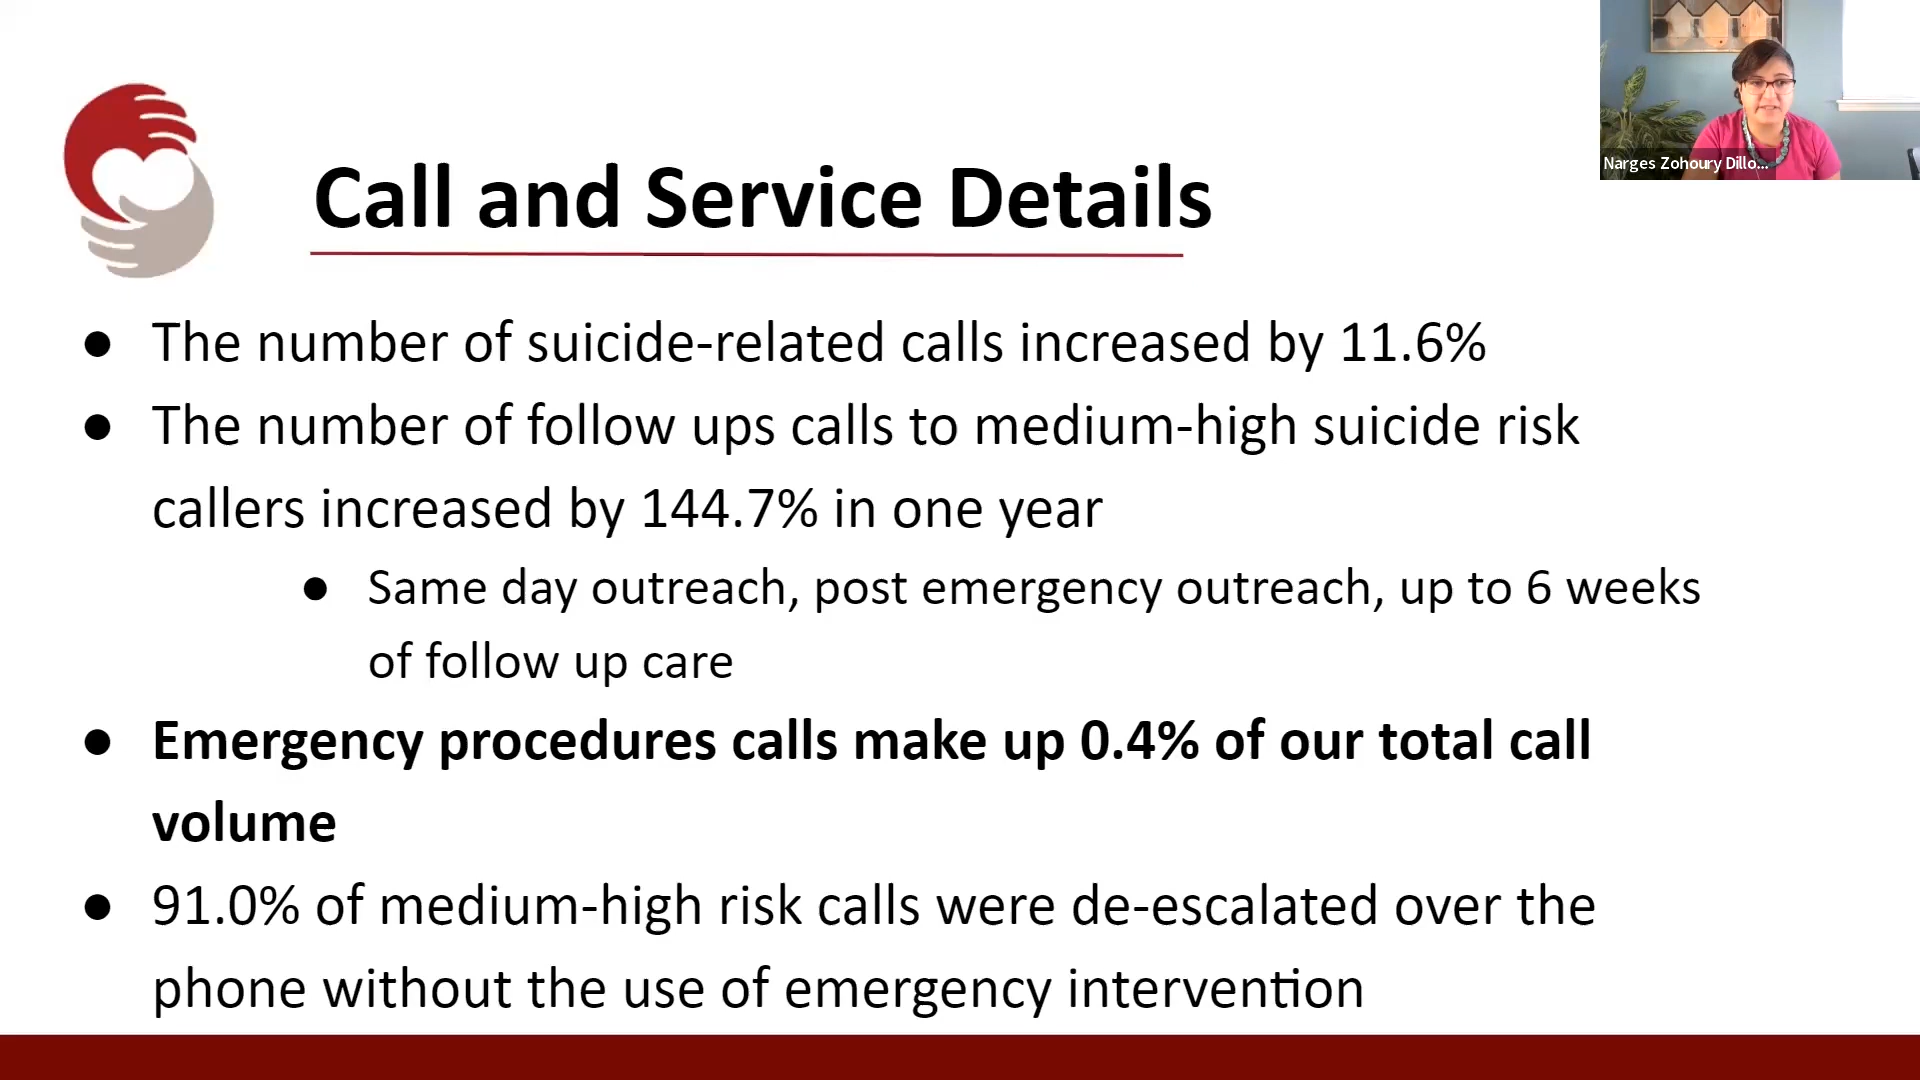 Narges Zohoury Dillo...
Call and Service Details
● The number of suicide-related calls increased by 11.6%
● The number of follow ups calls to medium-high suicide risk
callers increased by 144.7% in one year
● Same day outreach, post emergency outreach, up to 6 weeks
of follow up care
● Emergency procedures calls make up 0.4% of our total call
volume
● 91.0% of medium-high risk calls were de-escalated over the
phone without the use of emergency intervention